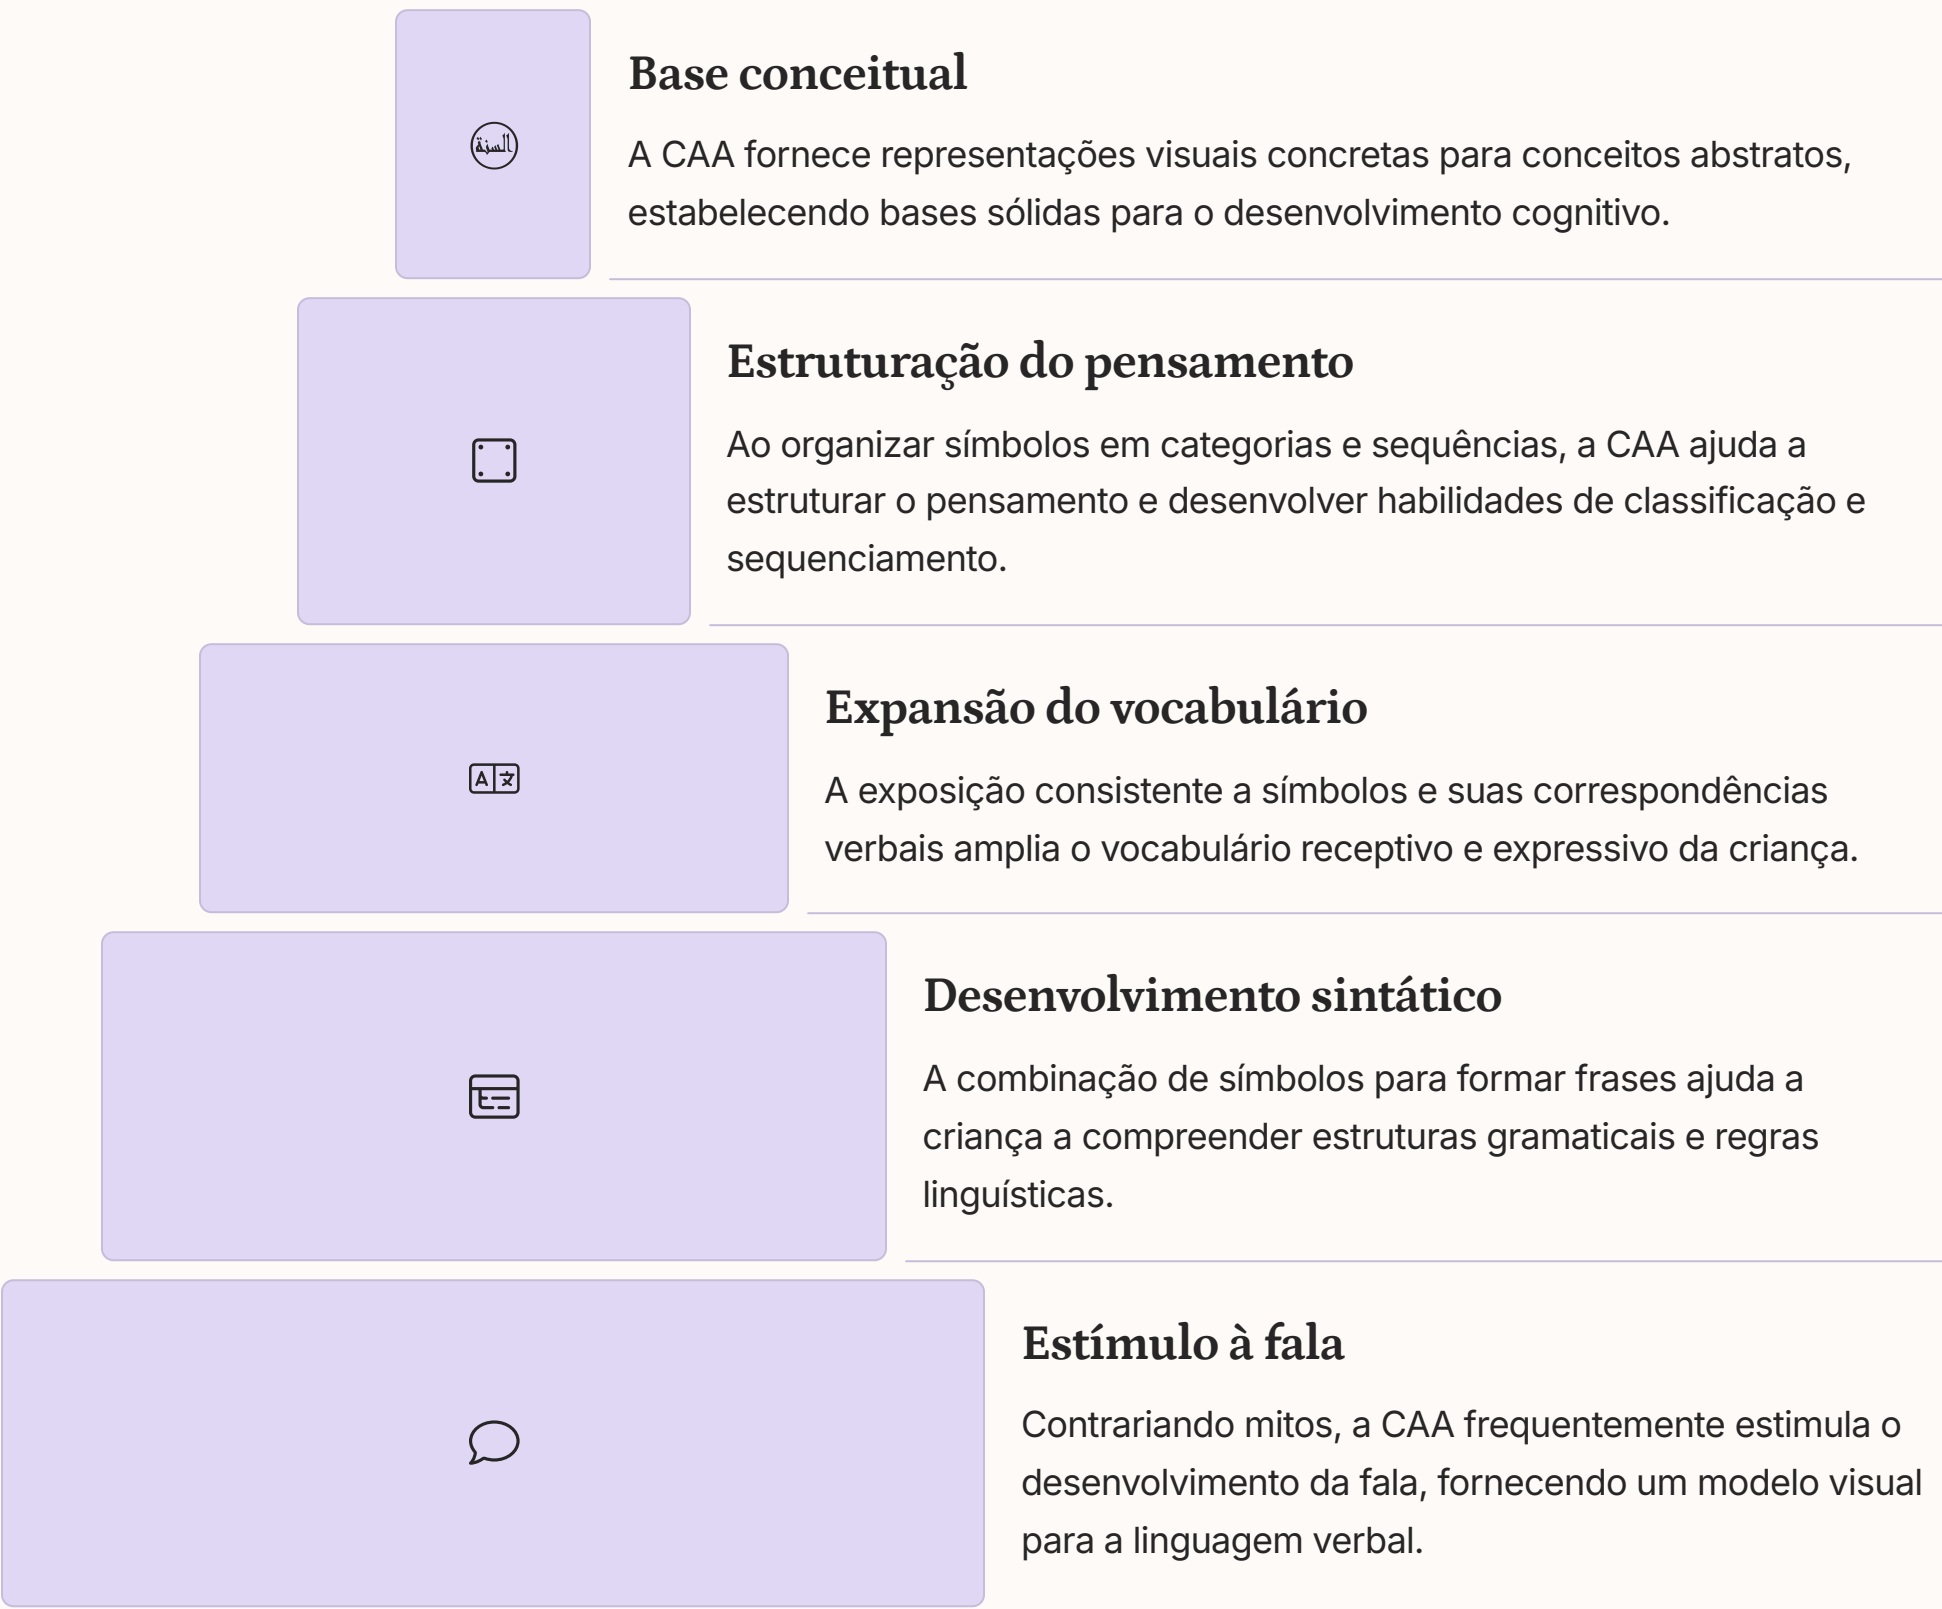 السنة
Base conceitual
A CAA fornece representações visuais concretas para conceitos abstratos,
estabelecendo bases sólidas para o desenvolvimento cognitivo.
Estruturação do pensamento
Ao organizar símbolos em categorias e sequências, a CAA ajuda a
estruturar o pensamento e desenvolver habilidades de classificação e
sequenciamento.
A 文
Expansão do vocabulário
A exposição consistente a símbolos e suas correspondências
verbais amplia o vocabulário receptivo e expressivo da criança.
Desenvolvimento sintático
A combinação de símbolos para formar frases ajuda a
criança a compreender estruturas gramaticais e regras
linguísticas.
Estímulo à fala
Contrariando mitos, a CAA frequentemente estimula o
desenvolvimento da fala, fornecendo um modelo visual
para a linguagem verbal.